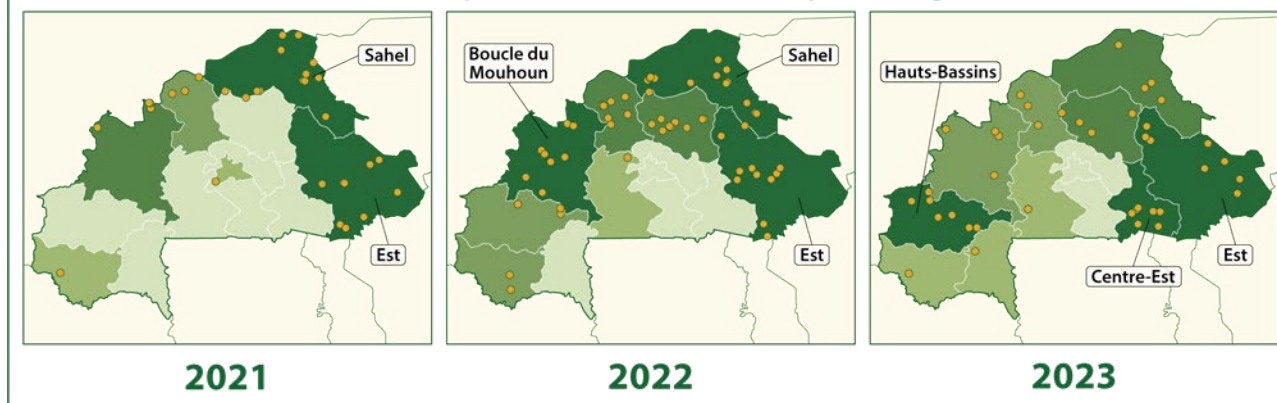 Sahel
Est
2021
Boucle du
Mouhoun
Sahel
Est
2022
Hauts-Bassins
Centre-Est
Est
2023